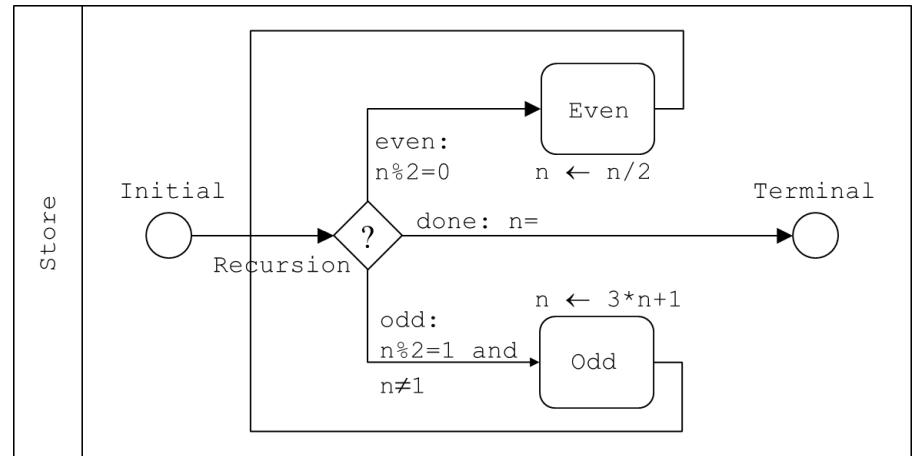 Store
Initial
Recursion
?
even:
n%2=0
Even
n ← n/2
done: n=
Terminal
n ← 3*n+1
odd:
n%2=1 and
n≠1
Odd